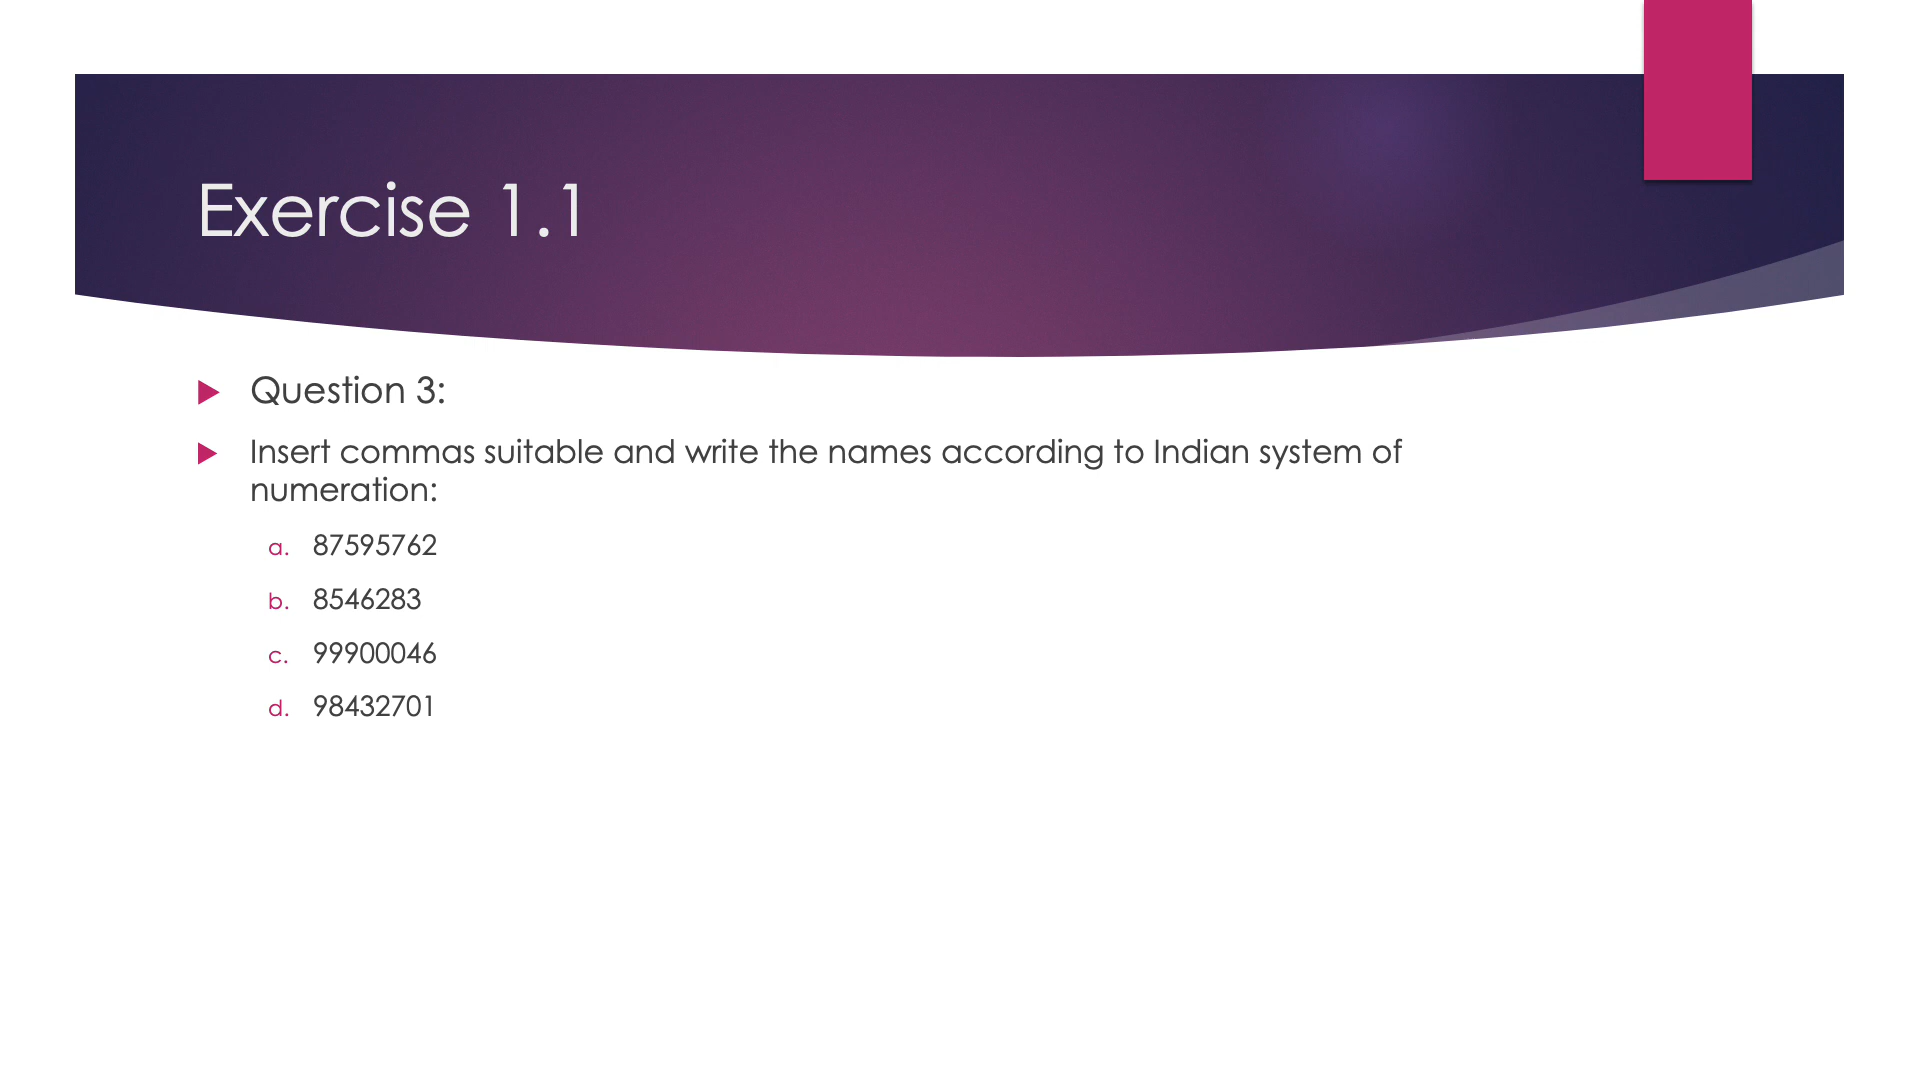 Exercise 1.1
Question 3:
Insert commas suitable and write the names according to Indian system of
numeration:
a. 87595762
b. 8546283
c. 99900046
d. 98432701